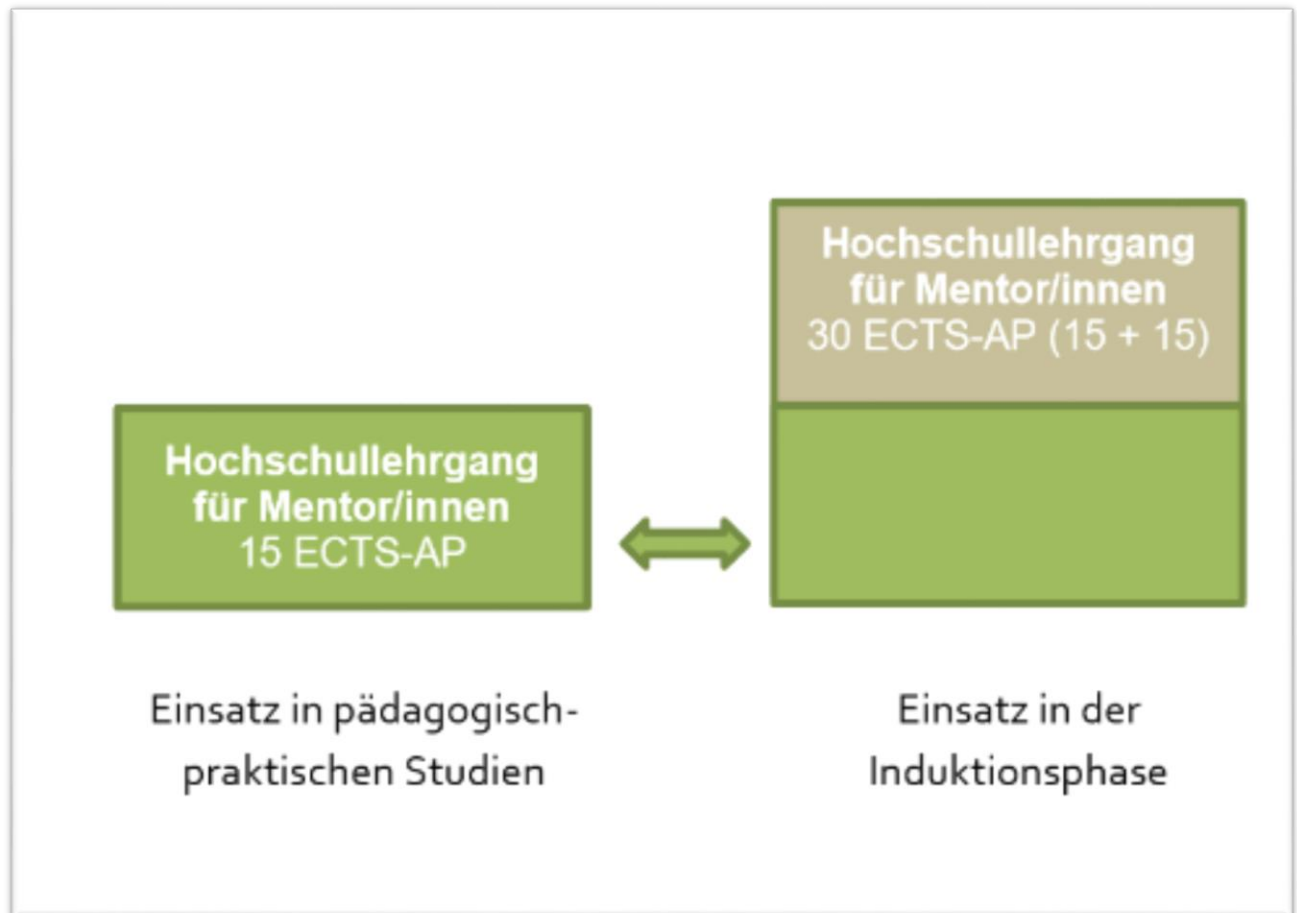 Hochschullehrgang
für Mentor/innen
15 ECTS-AP
Hochschullehrgang
für Mentor/innen
30 ECTS-AP (15 + 15)
Einsatz in pädagogisch-
praktischen Studien
Einsatz in der
Induktionsphase